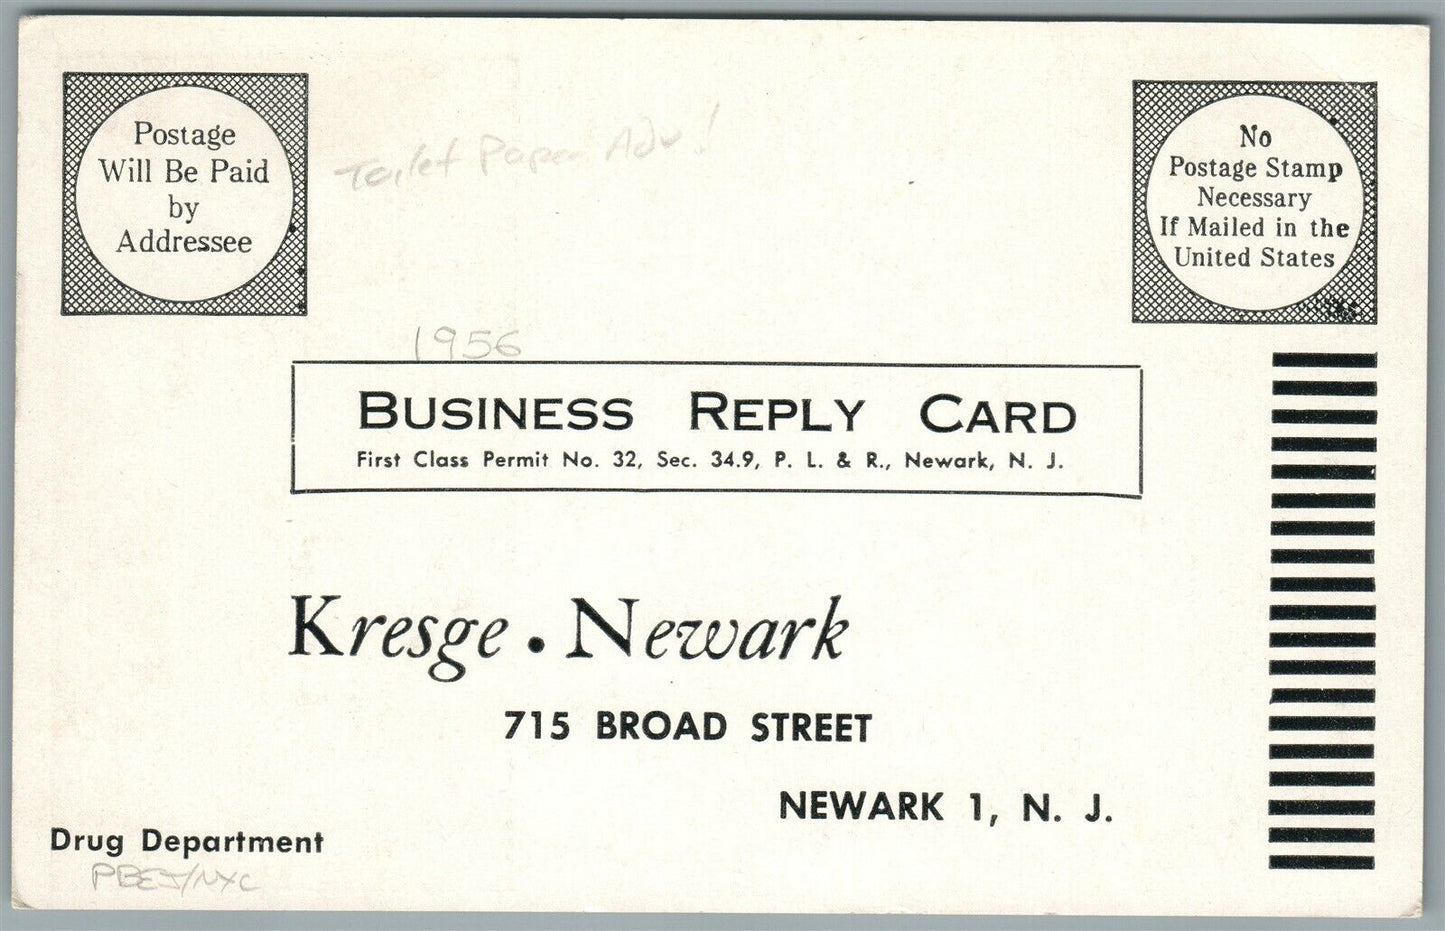 Postage
Will Be Paid
by
Addressee
Toilet Paper Adv!
No
Postage Stamp
Necessary
If Mailed in the
United States
1956
BUSINESS REPLY CARD
First Class Permit No. 32, Sec. 34.9, P. L. & R., Newark, N. J.
Kresge • Newark
715 BROAD STREET
NEWARK 1, N. J.
Drug Department